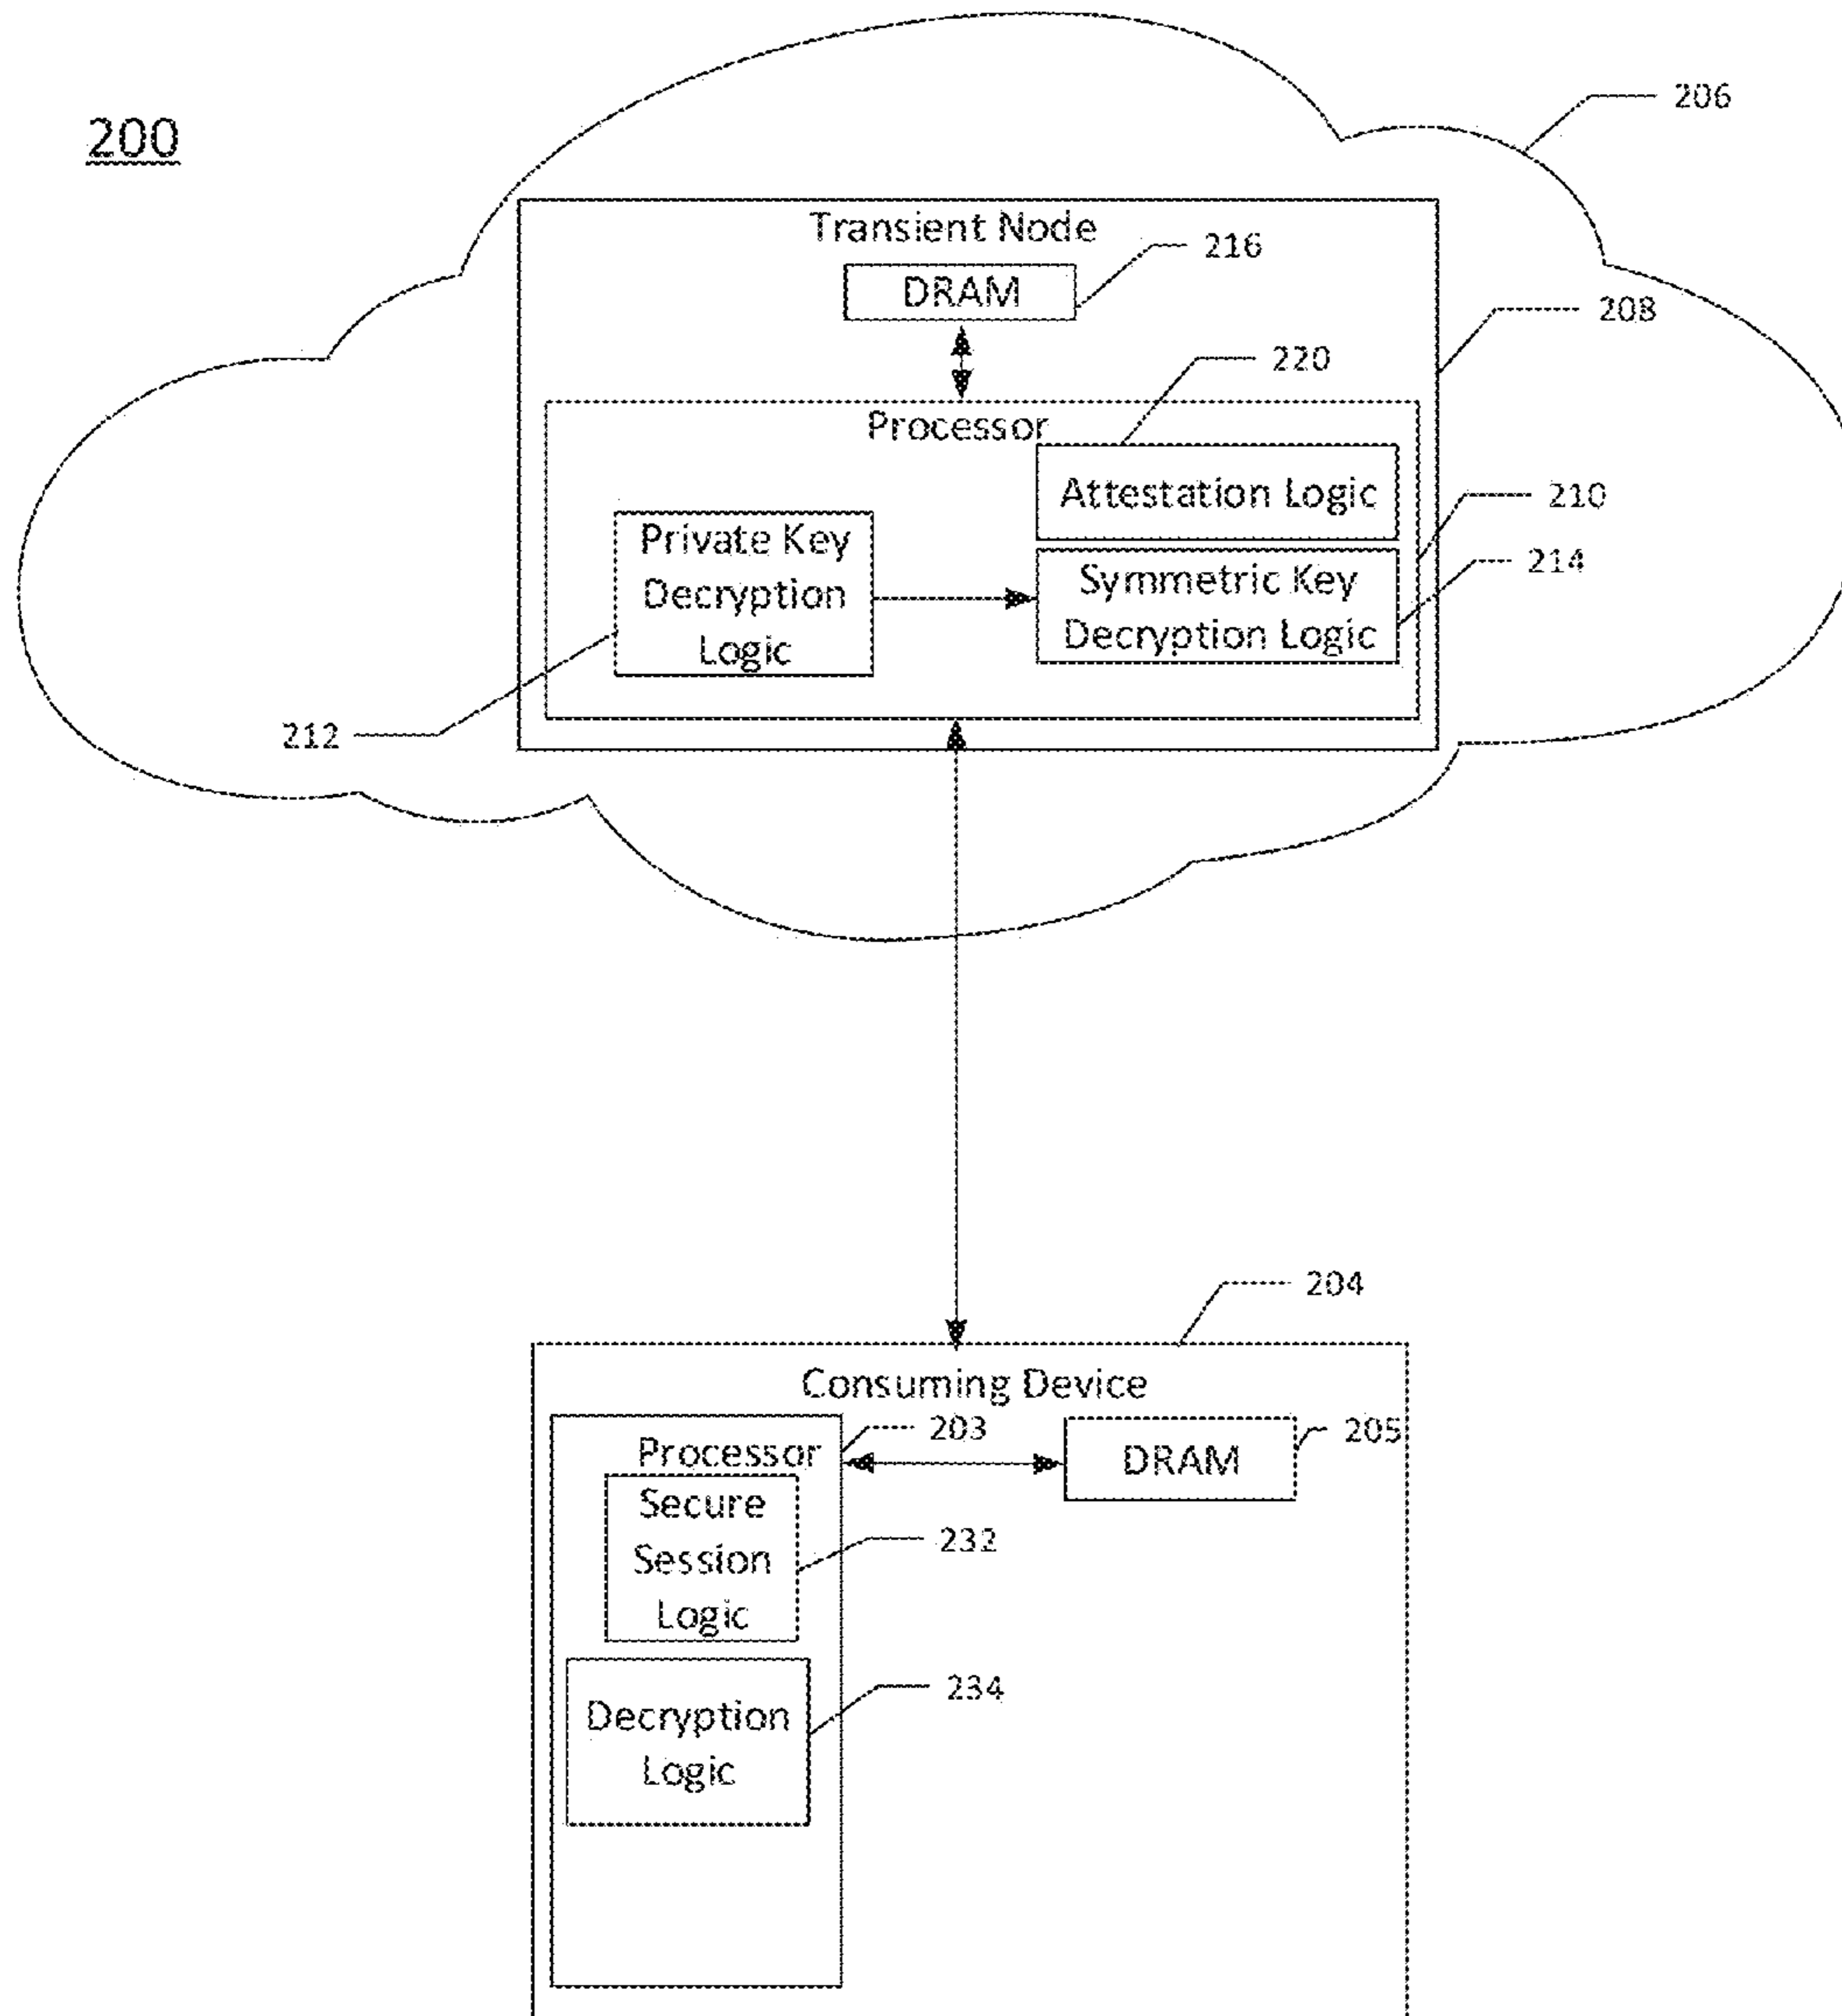 206
200
Transient Node
216
DRAM
208
220
Processor
Attestation Logic
210
Private Key
Decryption
Logic
Symmetric Key
Decryption Logic
214
212
204
Consuming Device
203
205
Processor
DRAM
Secure
Session
Logic
232
234
Decryption
Logic